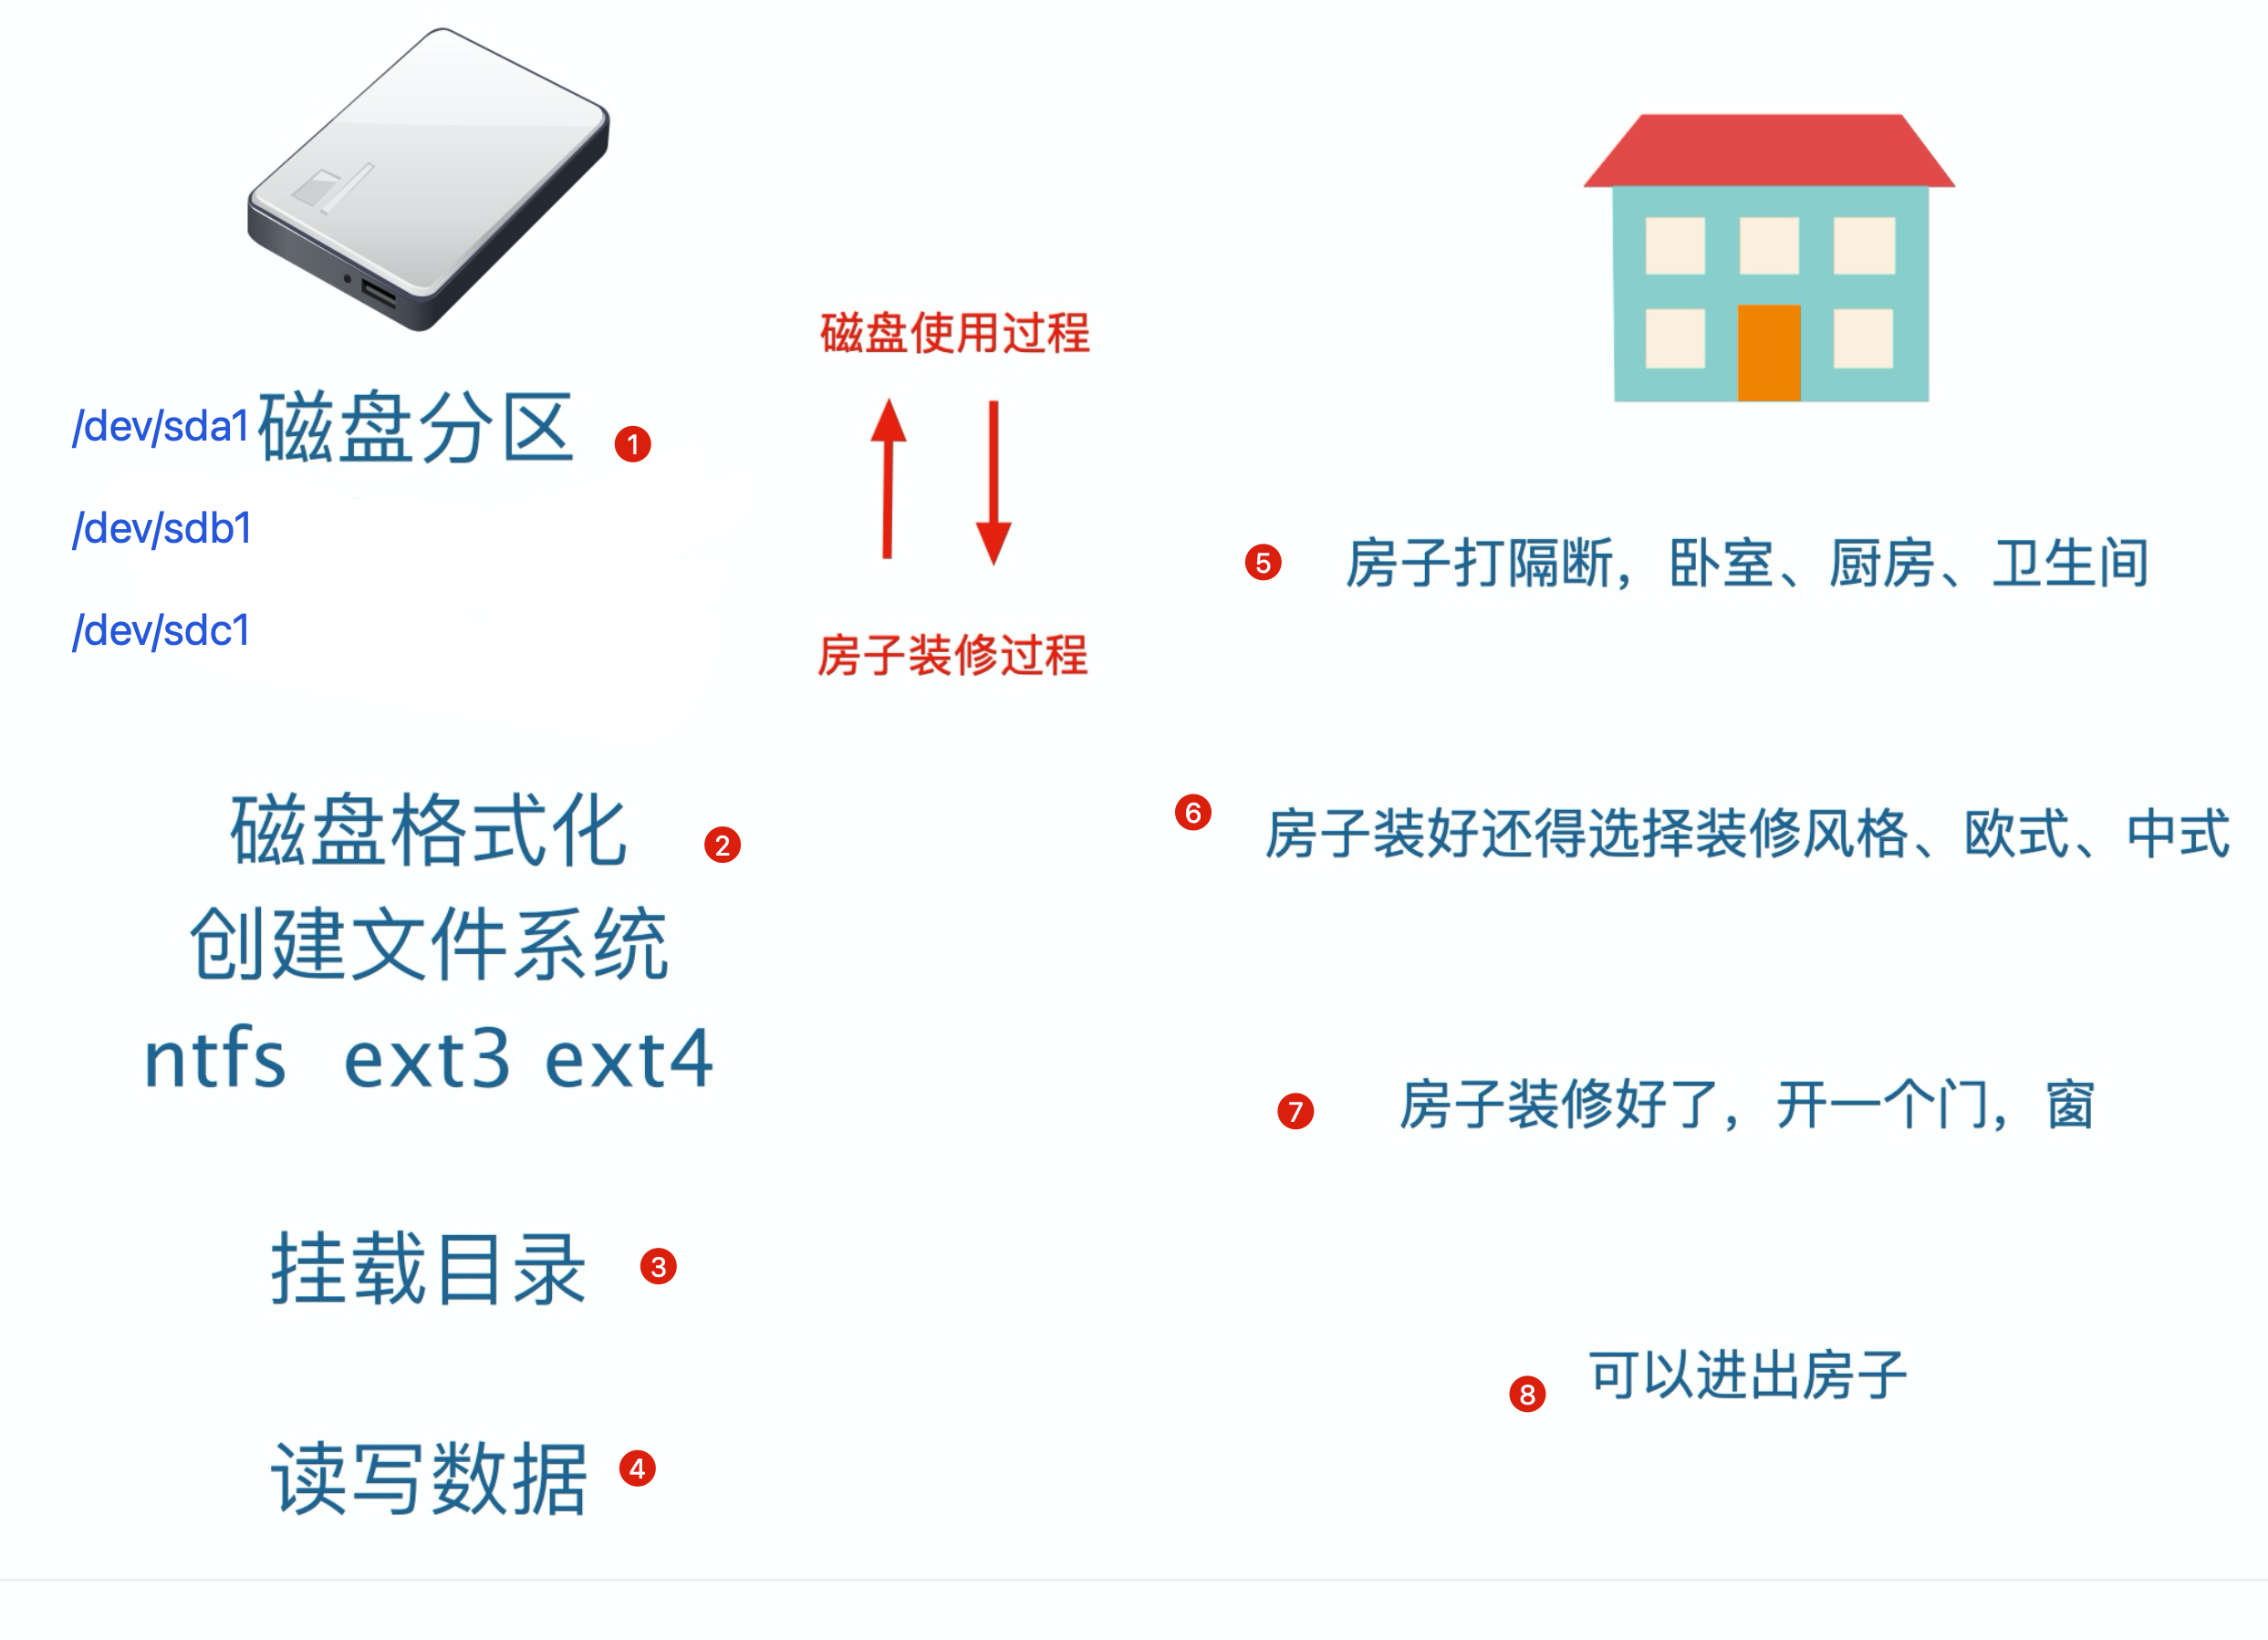 磁盘使用过程
房子装修过程
/dev/sda1 磁盘分区 1
/dev/sdb1
/dev/sdc1
磁盘格式化 2
创建文件系统
ntfs ext3 ext4
挂载目录 3
读写数据 4
5 房子打隔断，卧室、厨房、卫生间
6 房子装好还得选择装修风格、欧式、中式
7 房子装修好了，开一个门，窗
8 可以进出房子